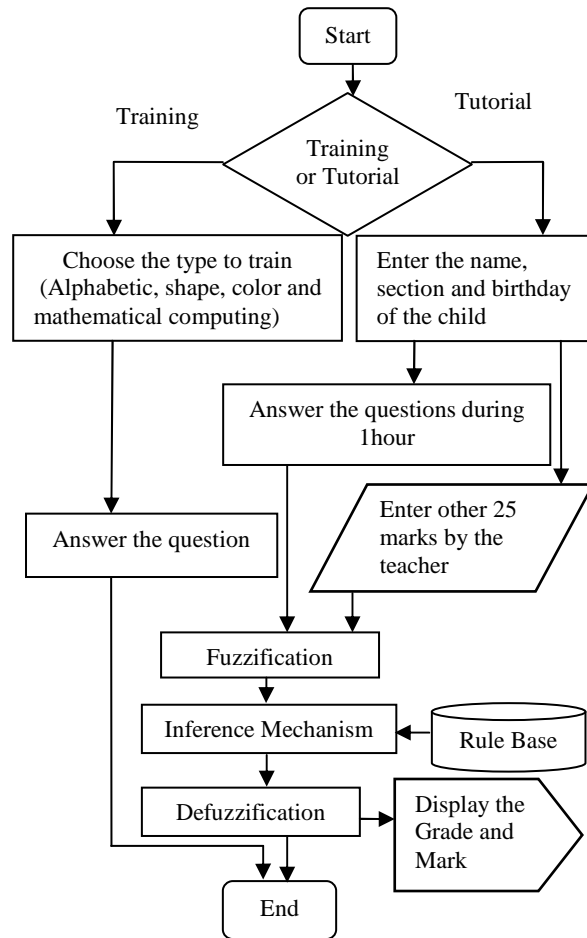 Start
Training
Tutorial
Training
or Tutorial
Choose the type to train
(Alphabetic, shape, color and
mathematical computing)
Enter the name,
section and birthday
of the child
Answer the questions during
1hour
Enter other 25
marks by the
teacher
Answer the question
Fuzzification
Inference Mechanism
Rule Base
Defuzzification
Display the
Grade and
Mark
End